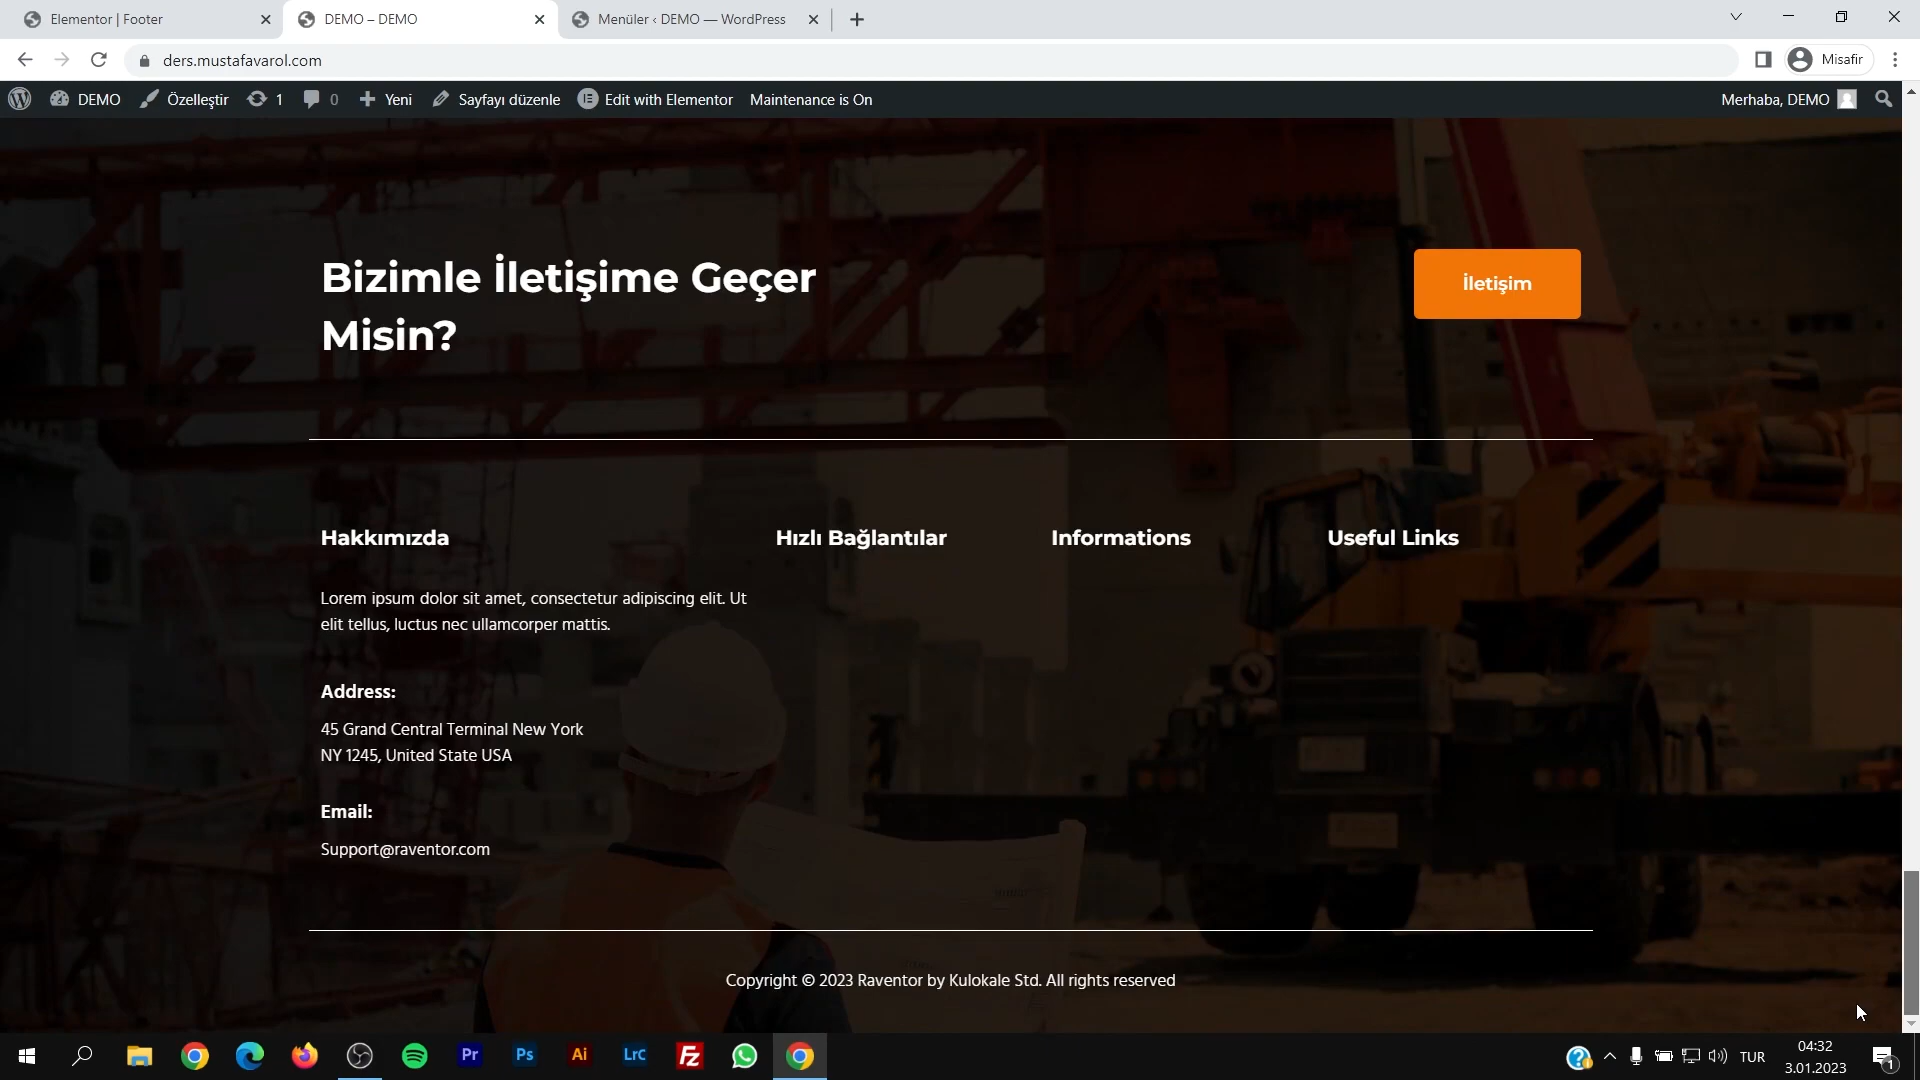 Elementor | Footer
DEMO – DEMO
Menüler ‹ DEMO — WordPress
ders.mustafavarol.com
Misafir
DEMO
Özelleştir
1
0
Yeni
Sayfayı düzenle
Edit with Elementor
Maintenance is On
Merhaba, DEMO
Bizimle İletişime Geçer
Misin?
İletişim
Hakkımızda
Hızlı Bağlantılar
Informations
Useful Links
Lorem ipsum dolor sit amet, consectetur adipiscing elit. Ut
elit tellus, luctus nec ullamcorper mattis.
Address:
45 Grand Central Terminal New York
NY 1245, United State USA
Email:
Support@raventor.com
Copyright © 2023 Raventor by Kulokale Std. All rights reserved
Pr
Ps
Ai
LrC
Fz
TUR
04:32
3.01.2023
1